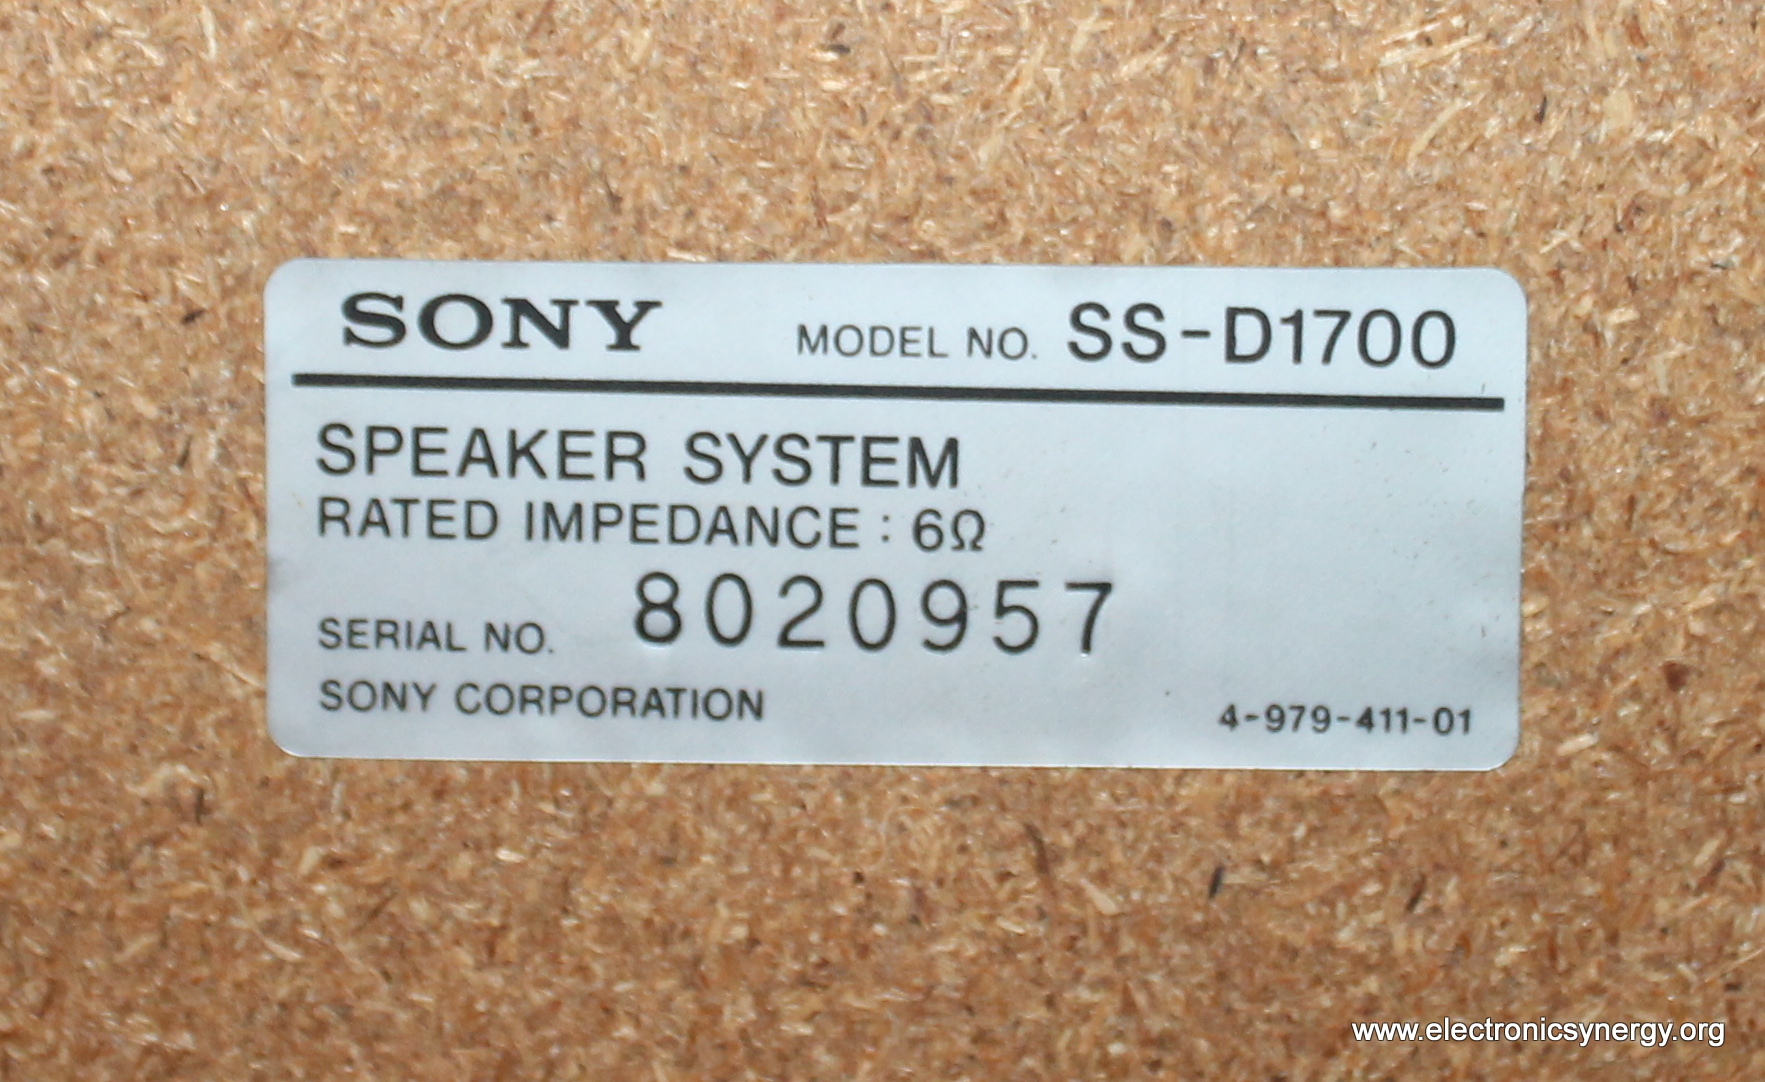 SONY MODEL NO. SS-D1700
SPEAKER SYSTEM
RATED IMPEDANCE : 6Ω
SERIAL NO. 8020957
SONY CORPORATION 4-979-411-01
www.electronicsynergy.org